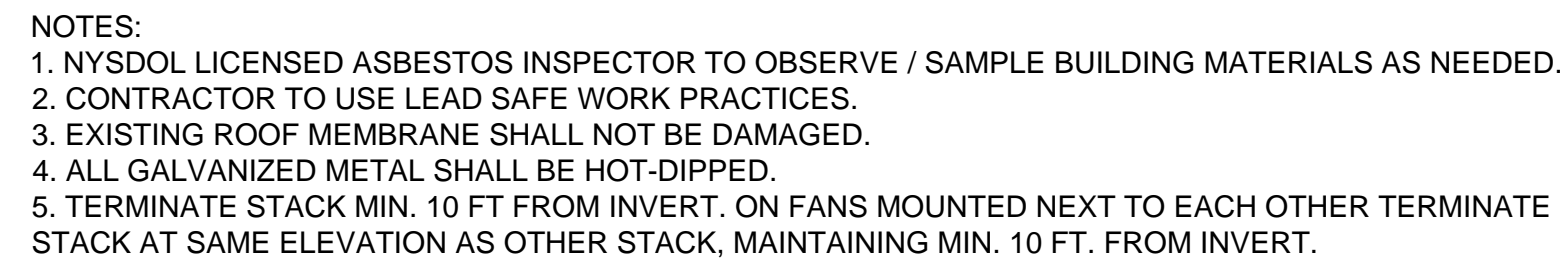 NOTES:
1. NYSDOL LICENSED ASBESTOS INSPECTOR TO OBSERVE / SAMPLE BUILDING MATERIALS AS NEEDED.
2. CONTRACTOR TO USE LEAD SAFE WORK PRACTICES.
3. EXISTING ROOF MEMBRANE SHALL NOT BE DAMAGED.
4. ALL GALVANIZED METAL SHALL BE HOT-DIPPED.
5. TERMINATE STACK MIN. 10 FT FROM INVERT. ON FANS MOUNTED NEXT TO EACH OTHER TERMINATE
STACK AT SAME ELEVATION AS OTHER STACK, MAINTAINING MIN. 10 FT. FROM INVERT.